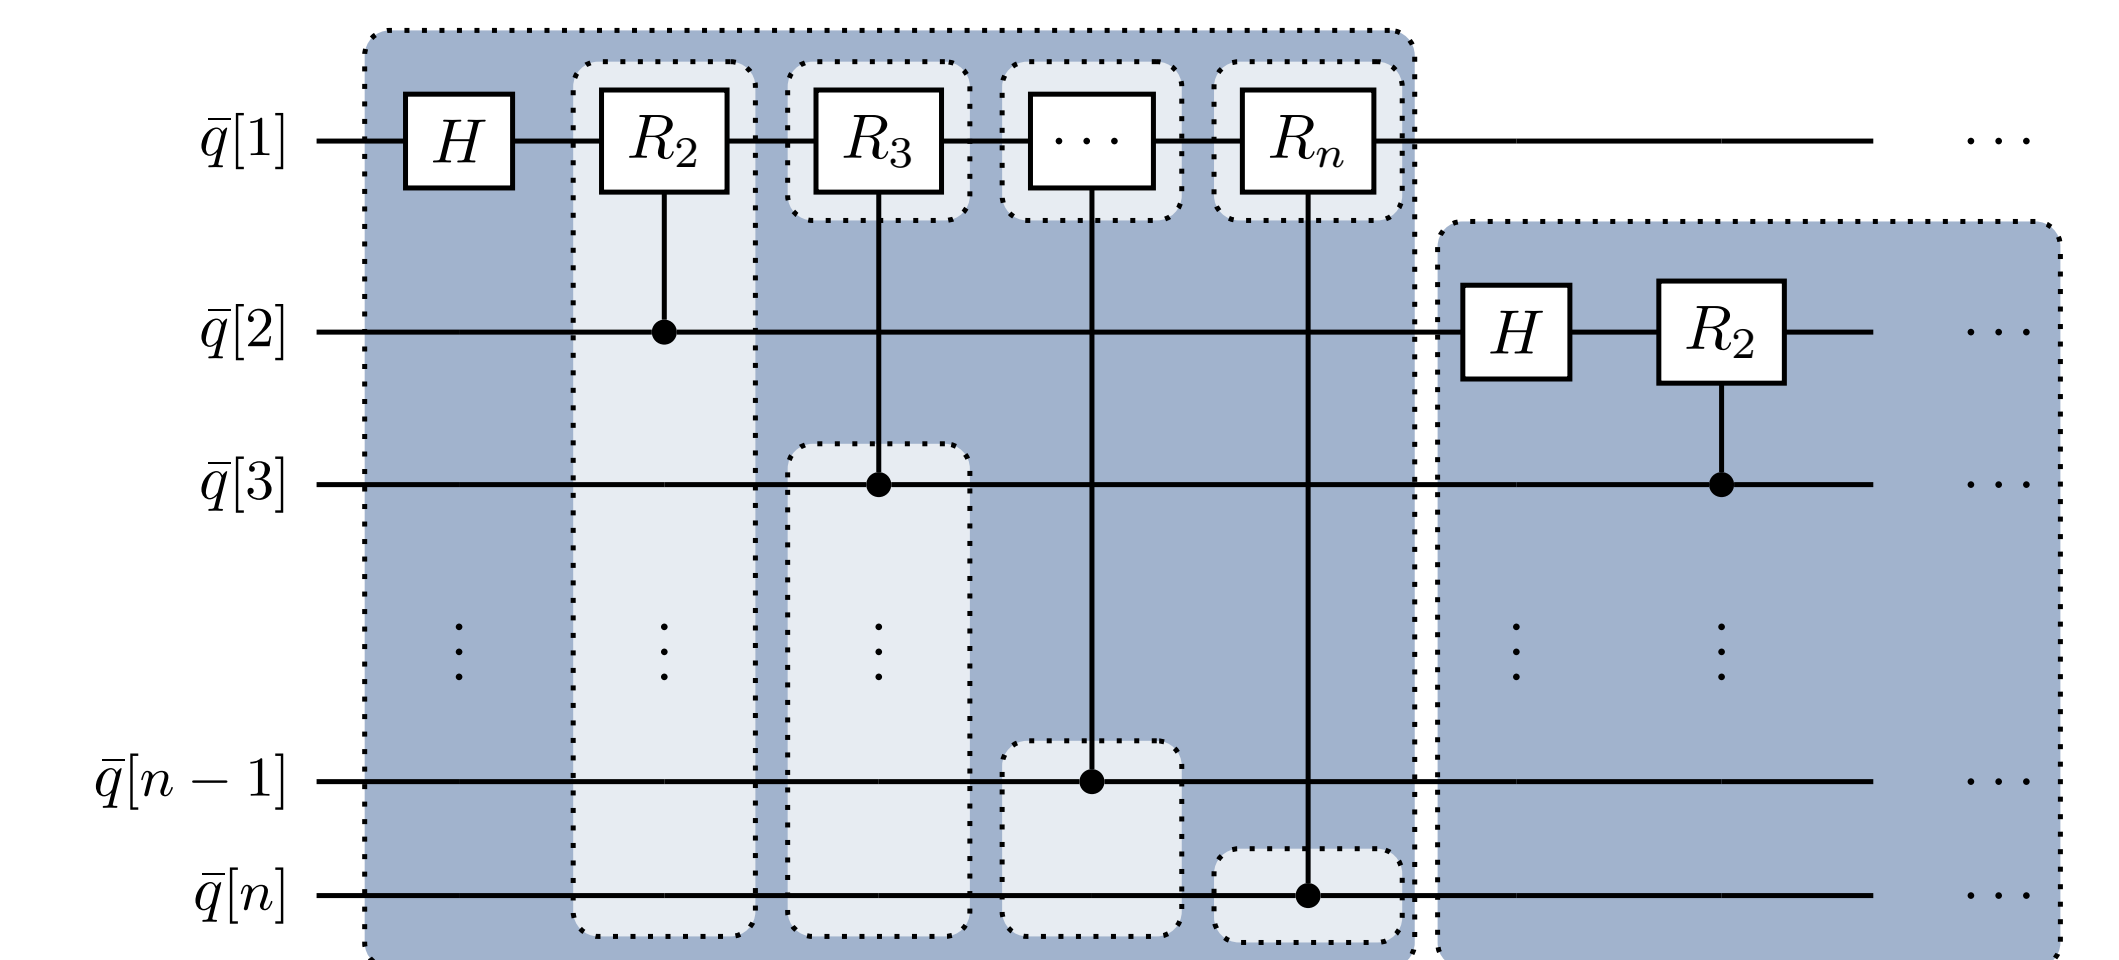 q̄[1] H R₂ R₃ ··· Rₙ ···
q̄[2] H R₂ ···
q̄[3] ···
⋮ ⋮ ⋮ ⋮ ⋮
q̄[n − 1] ···
q̄[n] ···